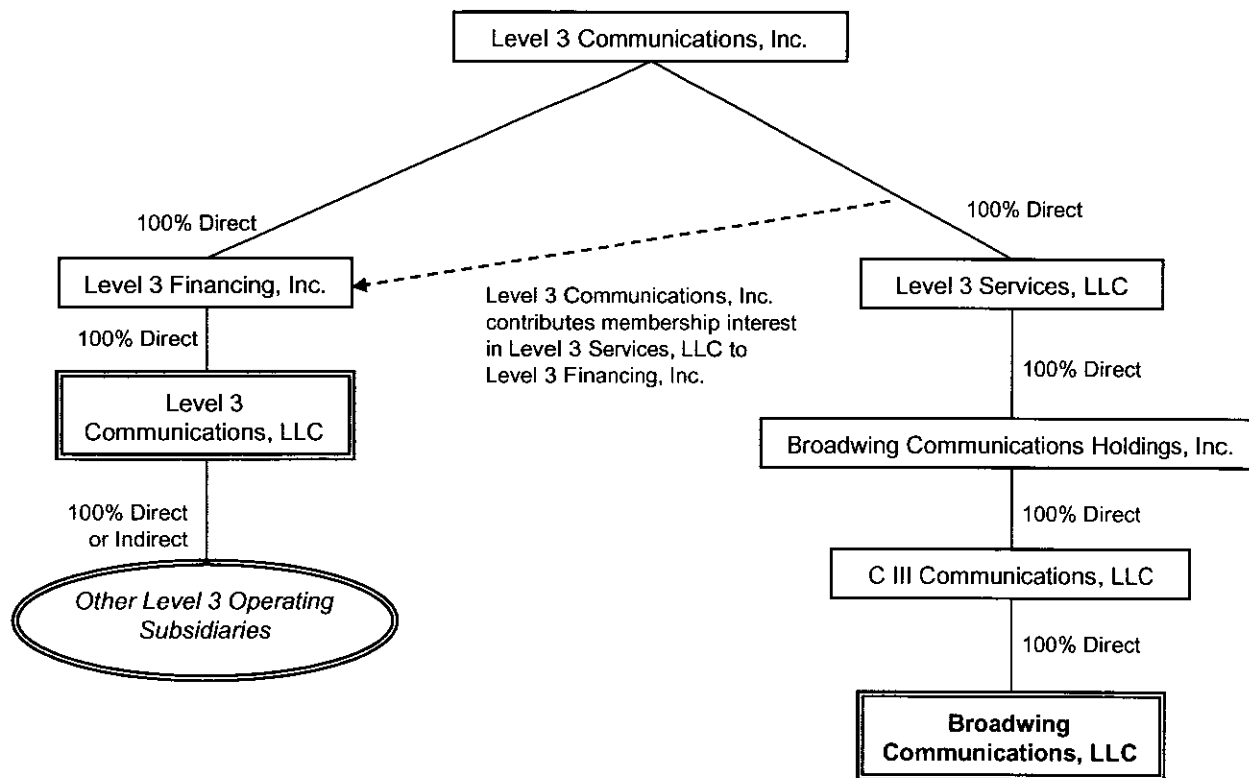 Level 3 Communications, Inc.
100% Direct
100% Direct
Level 3 Financing, Inc.
Level 3 Services, LLC
Level 3 Communications, Inc.
contributes membership interest
in Level 3 Services, LLC to
Level 3 Financing, Inc.
100% Direct
100% Direct
Level 3
Communications, LLC
Broadwing Communications Holdings, Inc.
100% Direct
or Indirect
100% Direct
C III Communications, LLC
Other Level 3 Operating
Subsidiaries
100% Direct
Broadwing
Communications, LLC